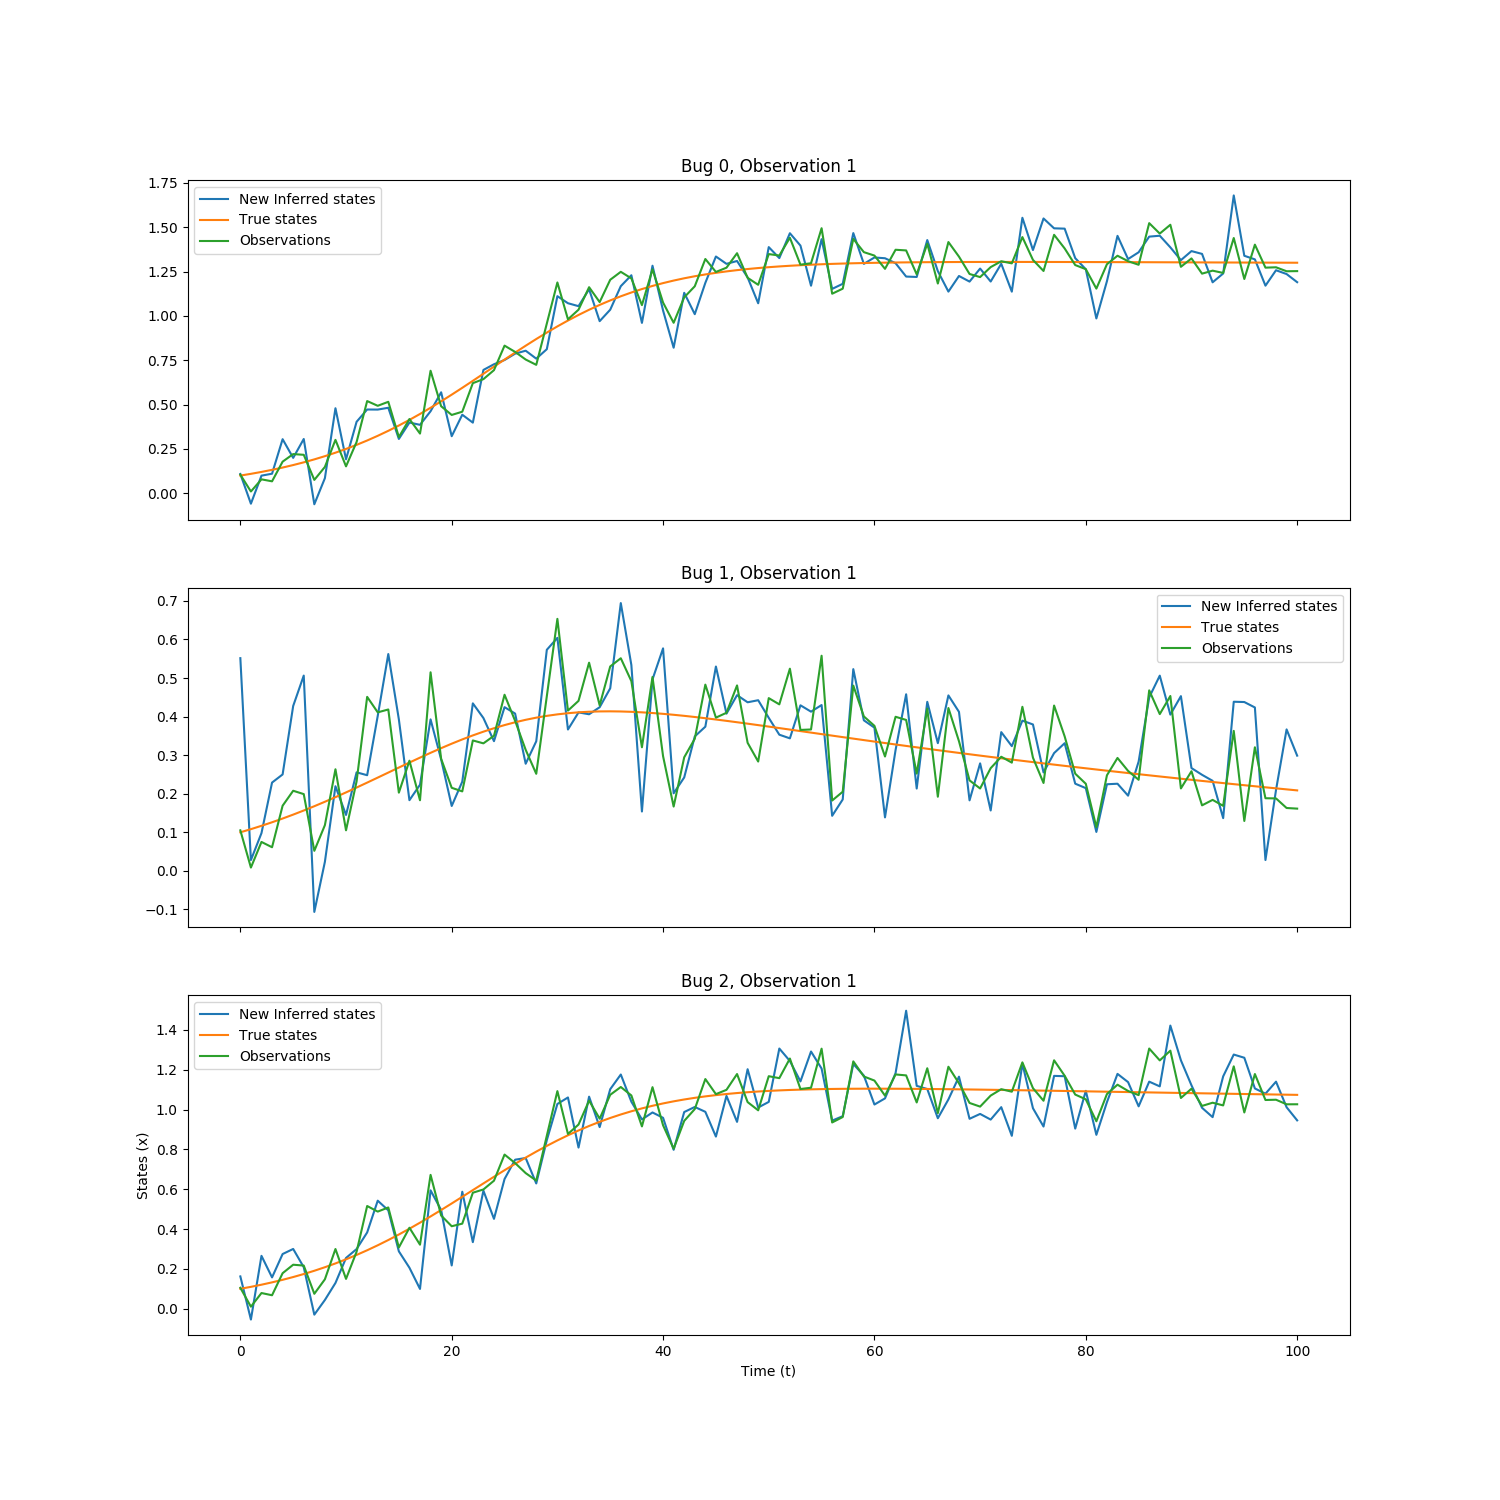 Bug 0, Observation 1
1.75
1.50
1.25
1.00
0.75
0.50
0.25
0.00
New Inferred states
True states
Observations
Bug 1, Observation 1
0.7
0.6
0.5
0.4
0.3
0.2
0.1
0.0
−0.1
New Inferred states
True states
Observations
Bug 2, Observation 1
1.4
1.2
1.0
0.8
0.6
0.4
0.2
0.0
States (x)
New Inferred states
True states
Observations
0 20 40 60 80 100
Time (t)